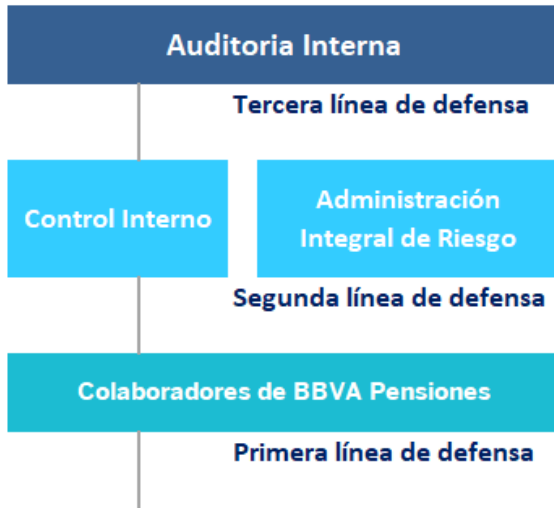 Auditoria Interna
Tercera línea de defensa
Control Interno
Administración
Integral de Riesgo
Segunda línea de defensa
Colaboradores de BBVA Pensiones
Primera línea de defensa